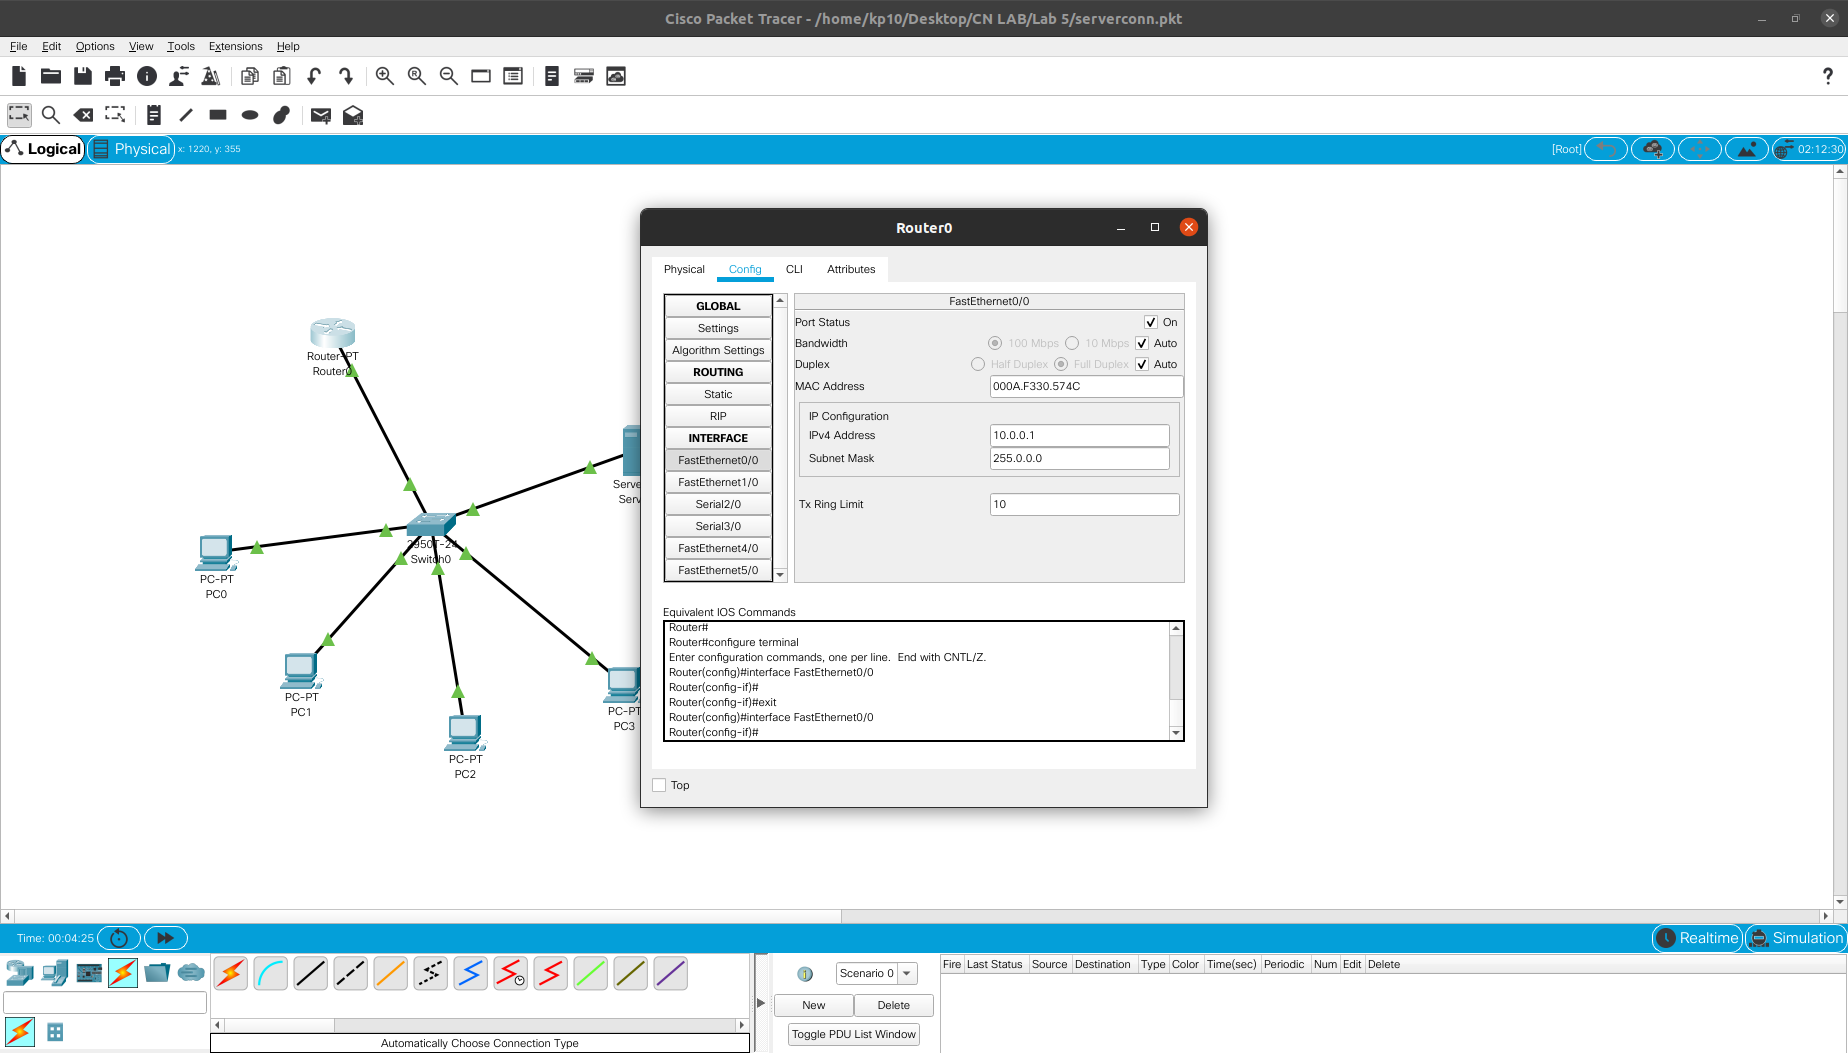 Cisco Packet Tracer - /home/kp10/Desktop/CN LAB/Lab 5/serverconn.pkt
File Edit Options View Tools Extensions Help
Logical Physical x: 1220, y: 355 [Root] 02:12:30
Router-PT
Router0
Serve
Serv
2950T-24
Switch0
PC-PT
PC0
PC-PT
PC1
PC-PT
PC2
PC-PT
PC3
Router0
Physical Config CLI Attributes
GLOBAL
Settings
Algorithm Settings
ROUTING
Static
RIP
INTERFACE
FastEthernet0/0
FastEthernet1/0
Serial2/0
Serial3/0
FastEthernet4/0
FastEthernet5/0
FastEthernet0/0
Port Status On
Bandwidth 100 Mbps 10 Mbps Auto
Duplex Half Duplex Full Duplex Auto
MAC Address 000A.F330.574C
IP Configuration
IPv4 Address 10.0.0.1
Subnet Mask 255.0.0.0
Tx Ring Limit 10
Equivalent IOS Commands
Router#
Router#configure terminal
Enter configuration commands, one per line. End with CNTL/Z.
Router(config)#interface FastEthernet0/0
Router(config-if)#
Router(config-if)#exit
Router(config)#interface FastEthernet0/0
Router(config-if)#
Top
Time: 00:04:25 Realtime Simulation
Scenario 0
New Delete
Toggle PDU List Window
Fire Last Status Source Destination Type Color Time(sec) Periodic Num Edit Delete
Automatically Choose Connection Type